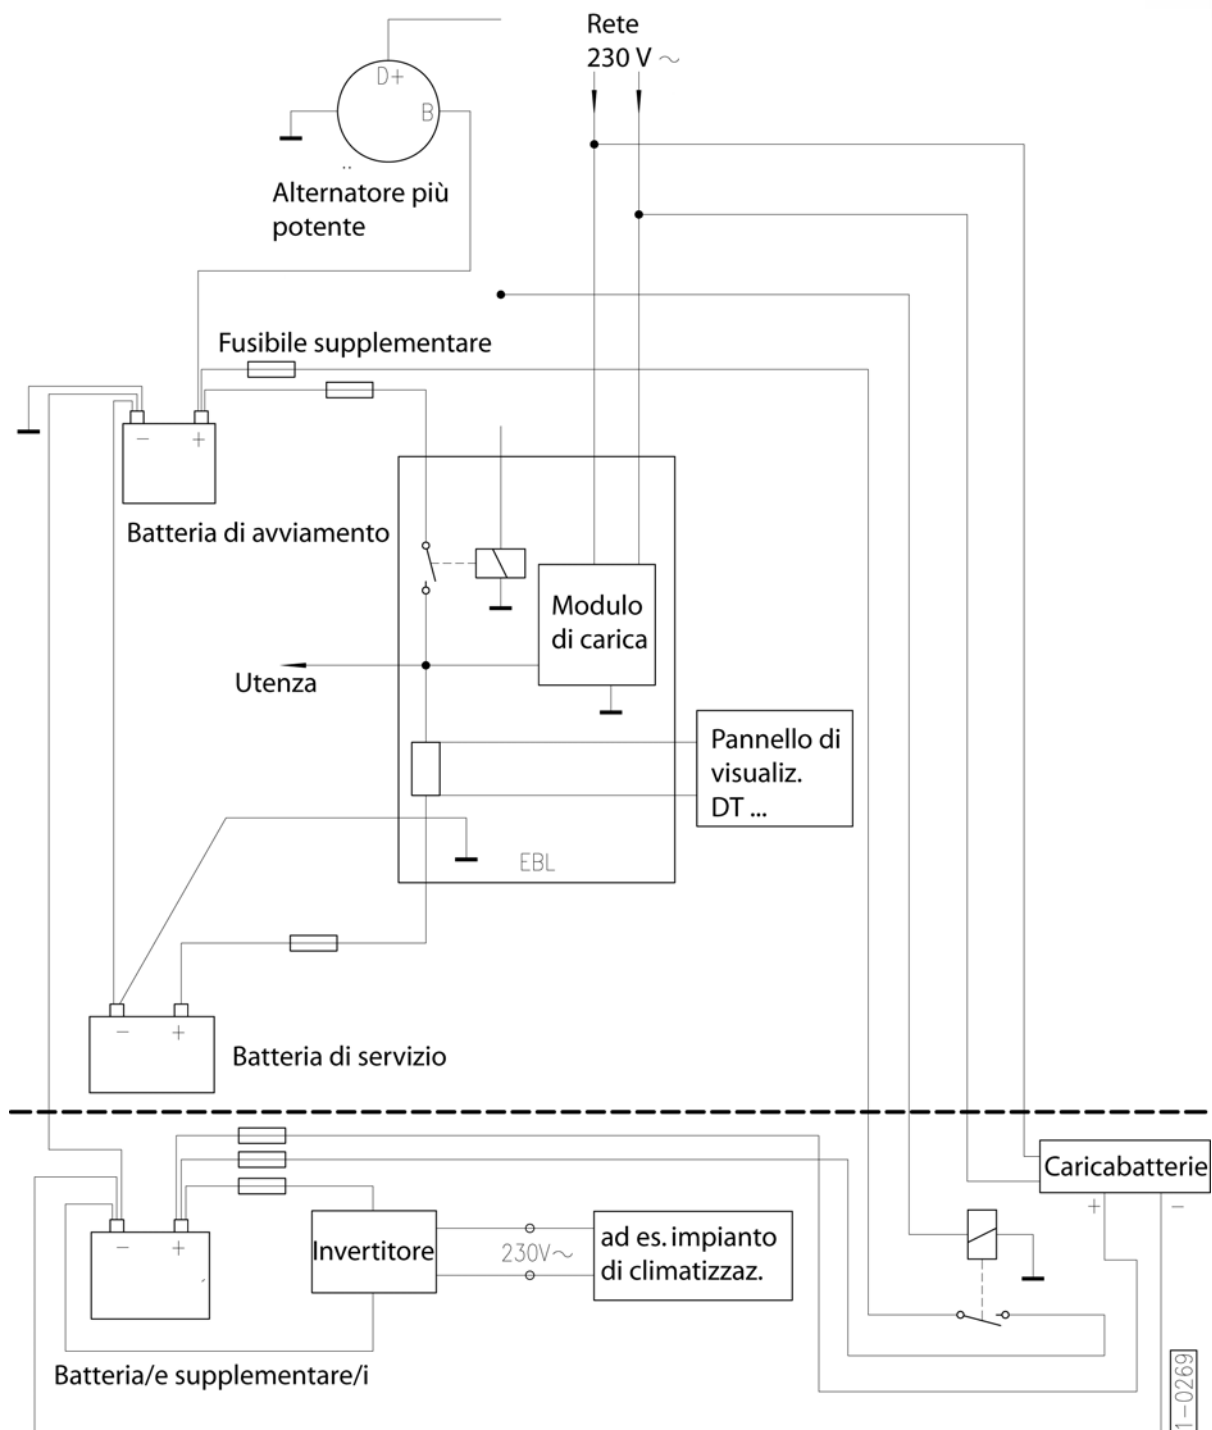 Rete
230 V ~
D+
B
Alternatore più
potente
Fusibile supplementare
− +
Batteria di avviamento
Modulo
di carica
Utenza
Pannello di
visualiz.
DT ...
EBL
− +
Batteria di servizio
Caricabatterie
+ −
− +
Invertitore
230V~
ad es. impianto
di climatizzaz.
Batteria/e supplementare/i
1-0269